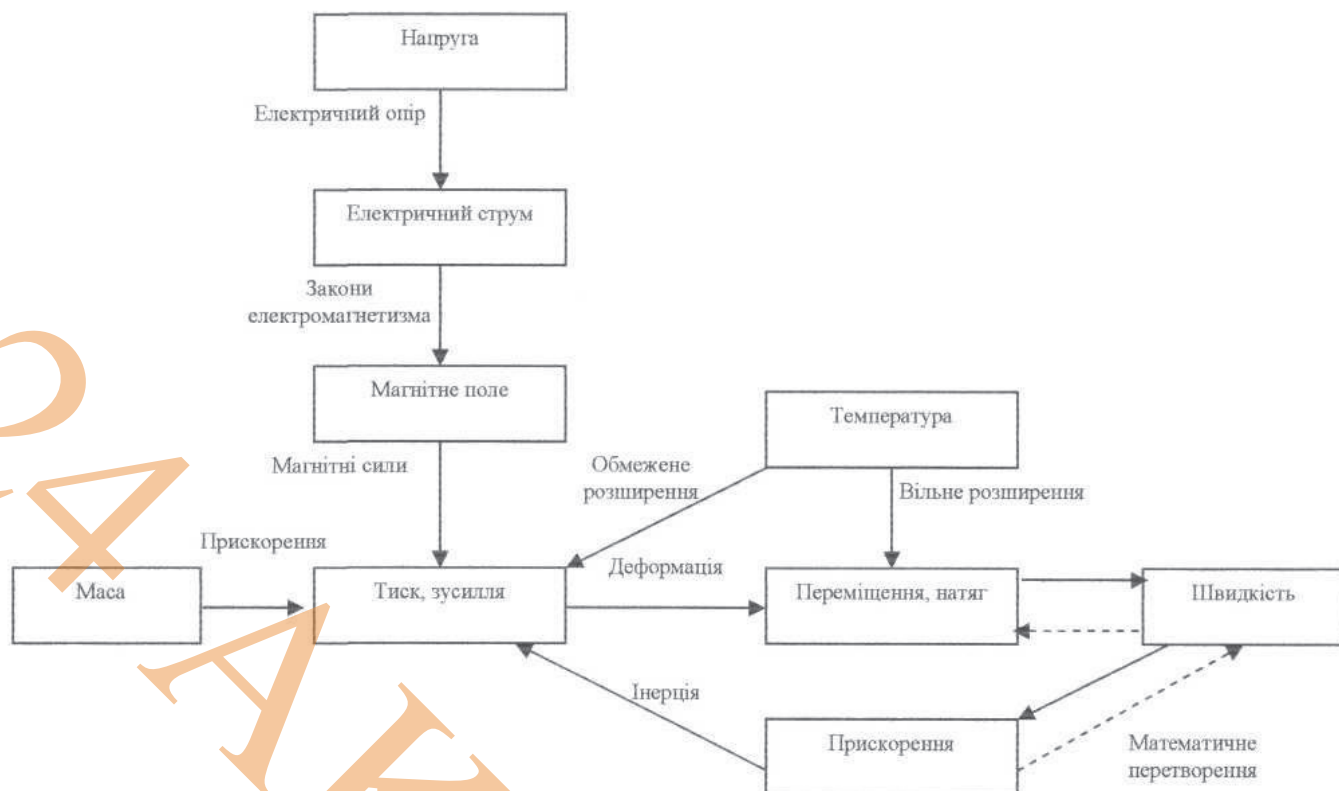 Напруга
Електричний опір
Електричний струм
Закони
електромагнетизма
Магнітне поле
Температура
Магнітні сили
Обмежене
розширення
Вільне розширення
Прискорення
Деформація
Маса
Тиск, зусилля
Переміщення, натяг
Швидкість
Інерція
Прискорення
Математичне
перетворення